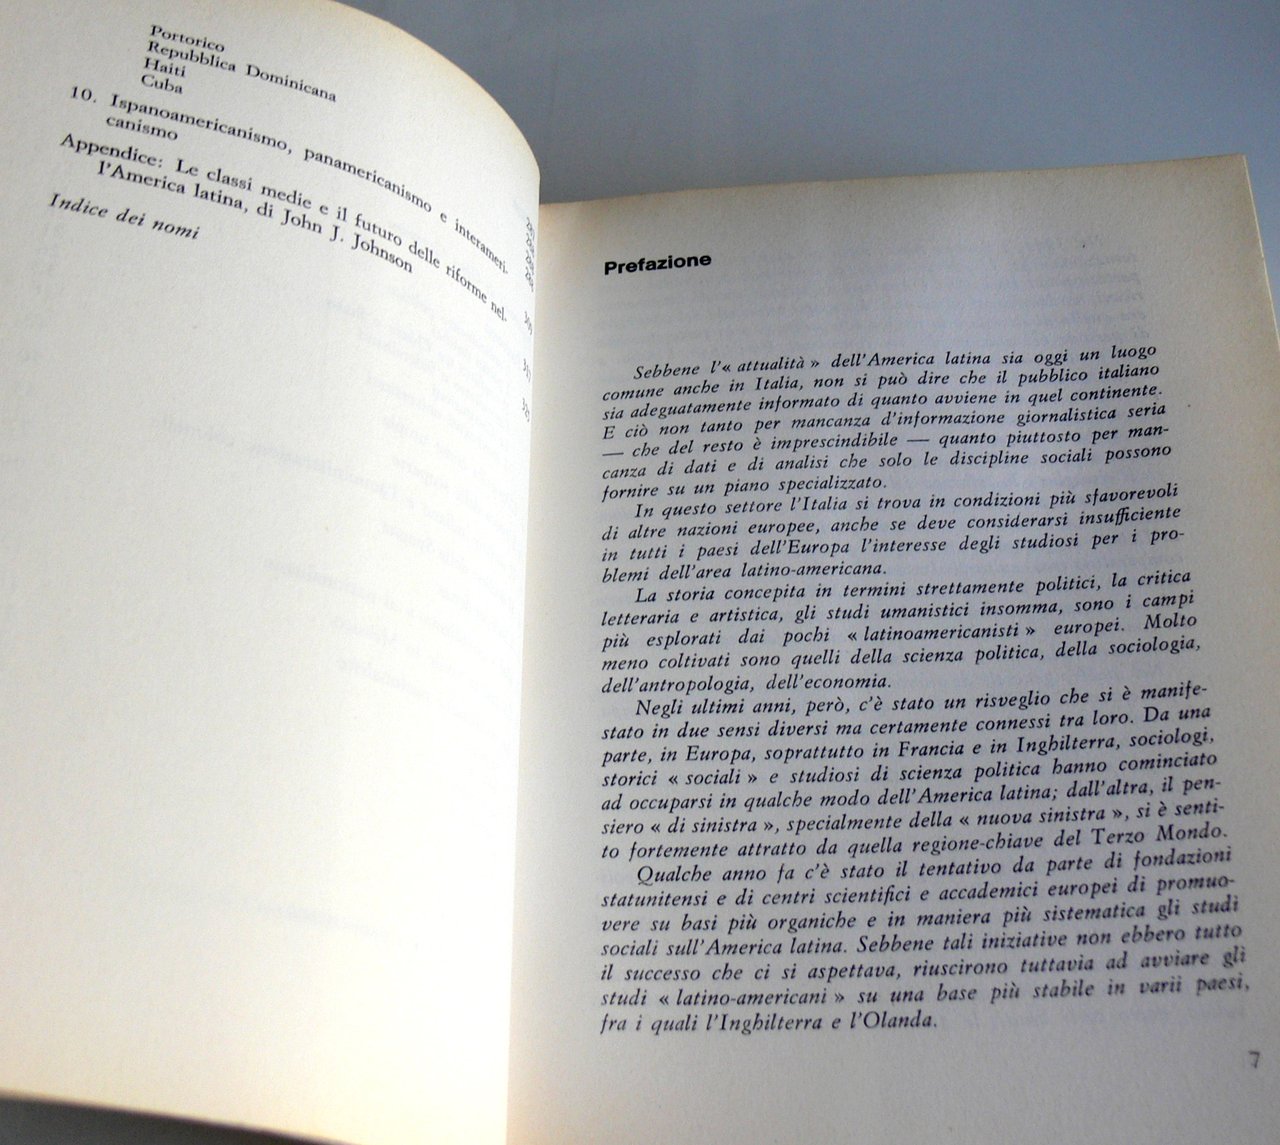 Portorico
Repubblica Dominicana
Haiti
Cuba
10. Ispanoamericanismo, panamericanismo e interameri-
canismo
Appendice: Le classi medie e il futuro delle riforme nel-
l'America latina, di John J. Johnson
Indice dei nomi
Prefazione
Sebbene l'« attualità » dell'America latina sia oggi un luogo
comune anche in Italia, non si può dire che il pubblico italiano
sia adeguatamente informato di quanto avviene in quel continente.
E ciò non tanto per mancanza d'informazione giornalistica seria
— che del resto è imprescindibile — quanto piuttosto per man-
canza di dati e di analisi che solo le discipline sociali possono
fornire su un piano specializzato.
In questo settore l'Italia si trova in condizioni più sfavorevoli
di altre nazioni europee, anche se deve considerarsi insufficiente
in tutti i paesi dell'Europa l'interesse degli studiosi per i pro-
blemi dell'area latino-americana.
La storia concepita in termini strettamente politici, la critica
letteraria e artistica, gli studi umanistici insomma, sono i campi
più esplorati dai pochi « latinoamericanisti » europei. Molto
meno coltivati sono quelli della scienza politica, della sociologia,
dell'antropologia, dell'economia.
Negli ultimi anni, però, c'è stato un risveglio che si è manife-
stato in due sensi diversi ma certamente connessi tra loro. Da una
parte, in Europa, soprattutto in Francia e in Inghilterra, sociologi,
storici « sociali » e studiosi di scienza politica hanno cominciato
ad occuparsi in qualche modo dell'America latina; dall'altra, il pen-
siero « di sinistra », specialmente della « nuova sinistra », si è senti-
to fortemente attratto da quella regione-chiave del Terzo Mondo.
Qualche anno fa c'è stato il tentativo da parte di fondazioni
statunitensi e di centri scientifici e accademici europei di promuo-
vere su basi più organiche e in maniera più sistematica gli studi
sociali sull'America latina. Sebbene tali iniziative non ebbero tutto
il successo che ci si aspettava, riuscirono tuttavia ad avviare gli
studi « latino-americani » su una base più stabile in varii paesi,
fra i quali l'Inghilterra e l'Olanda.
7